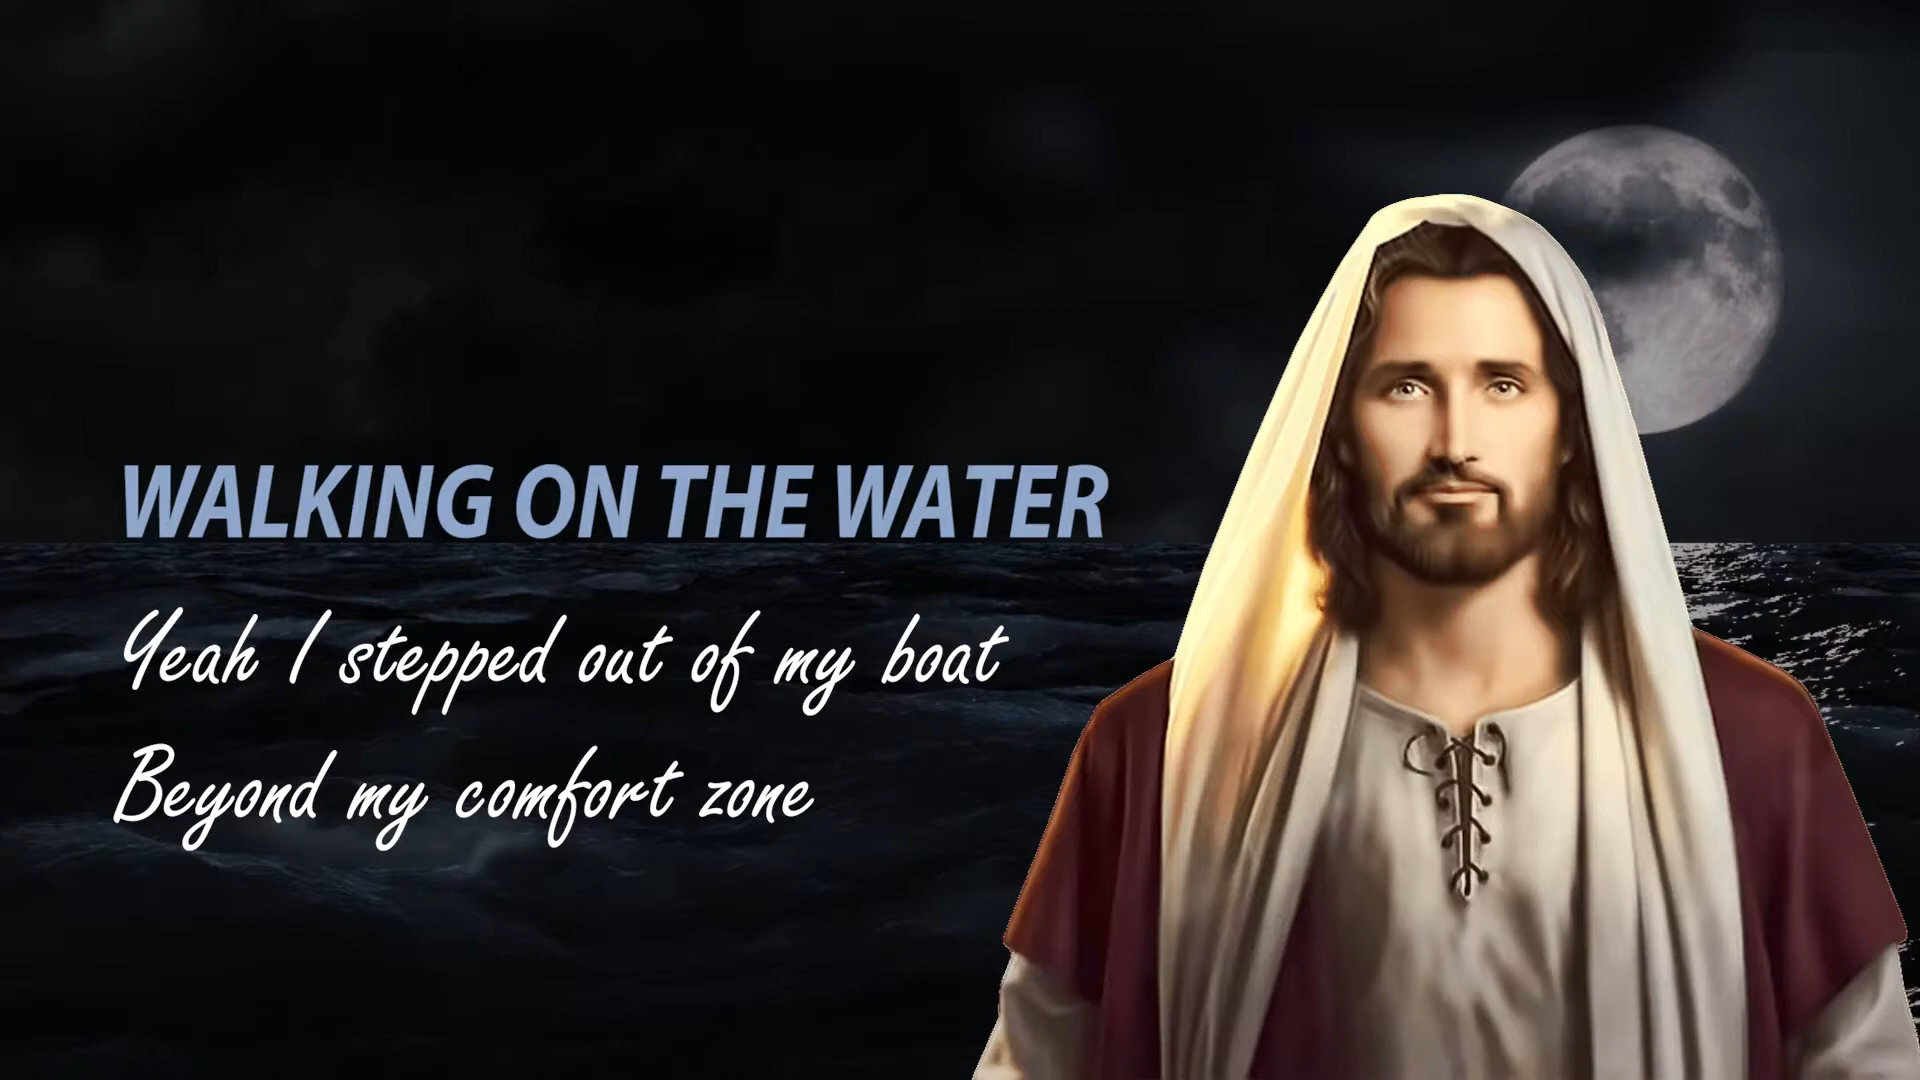 WALKING ON THE WATER
Yeah I stepped out of my boat
Beyond my comfort zone